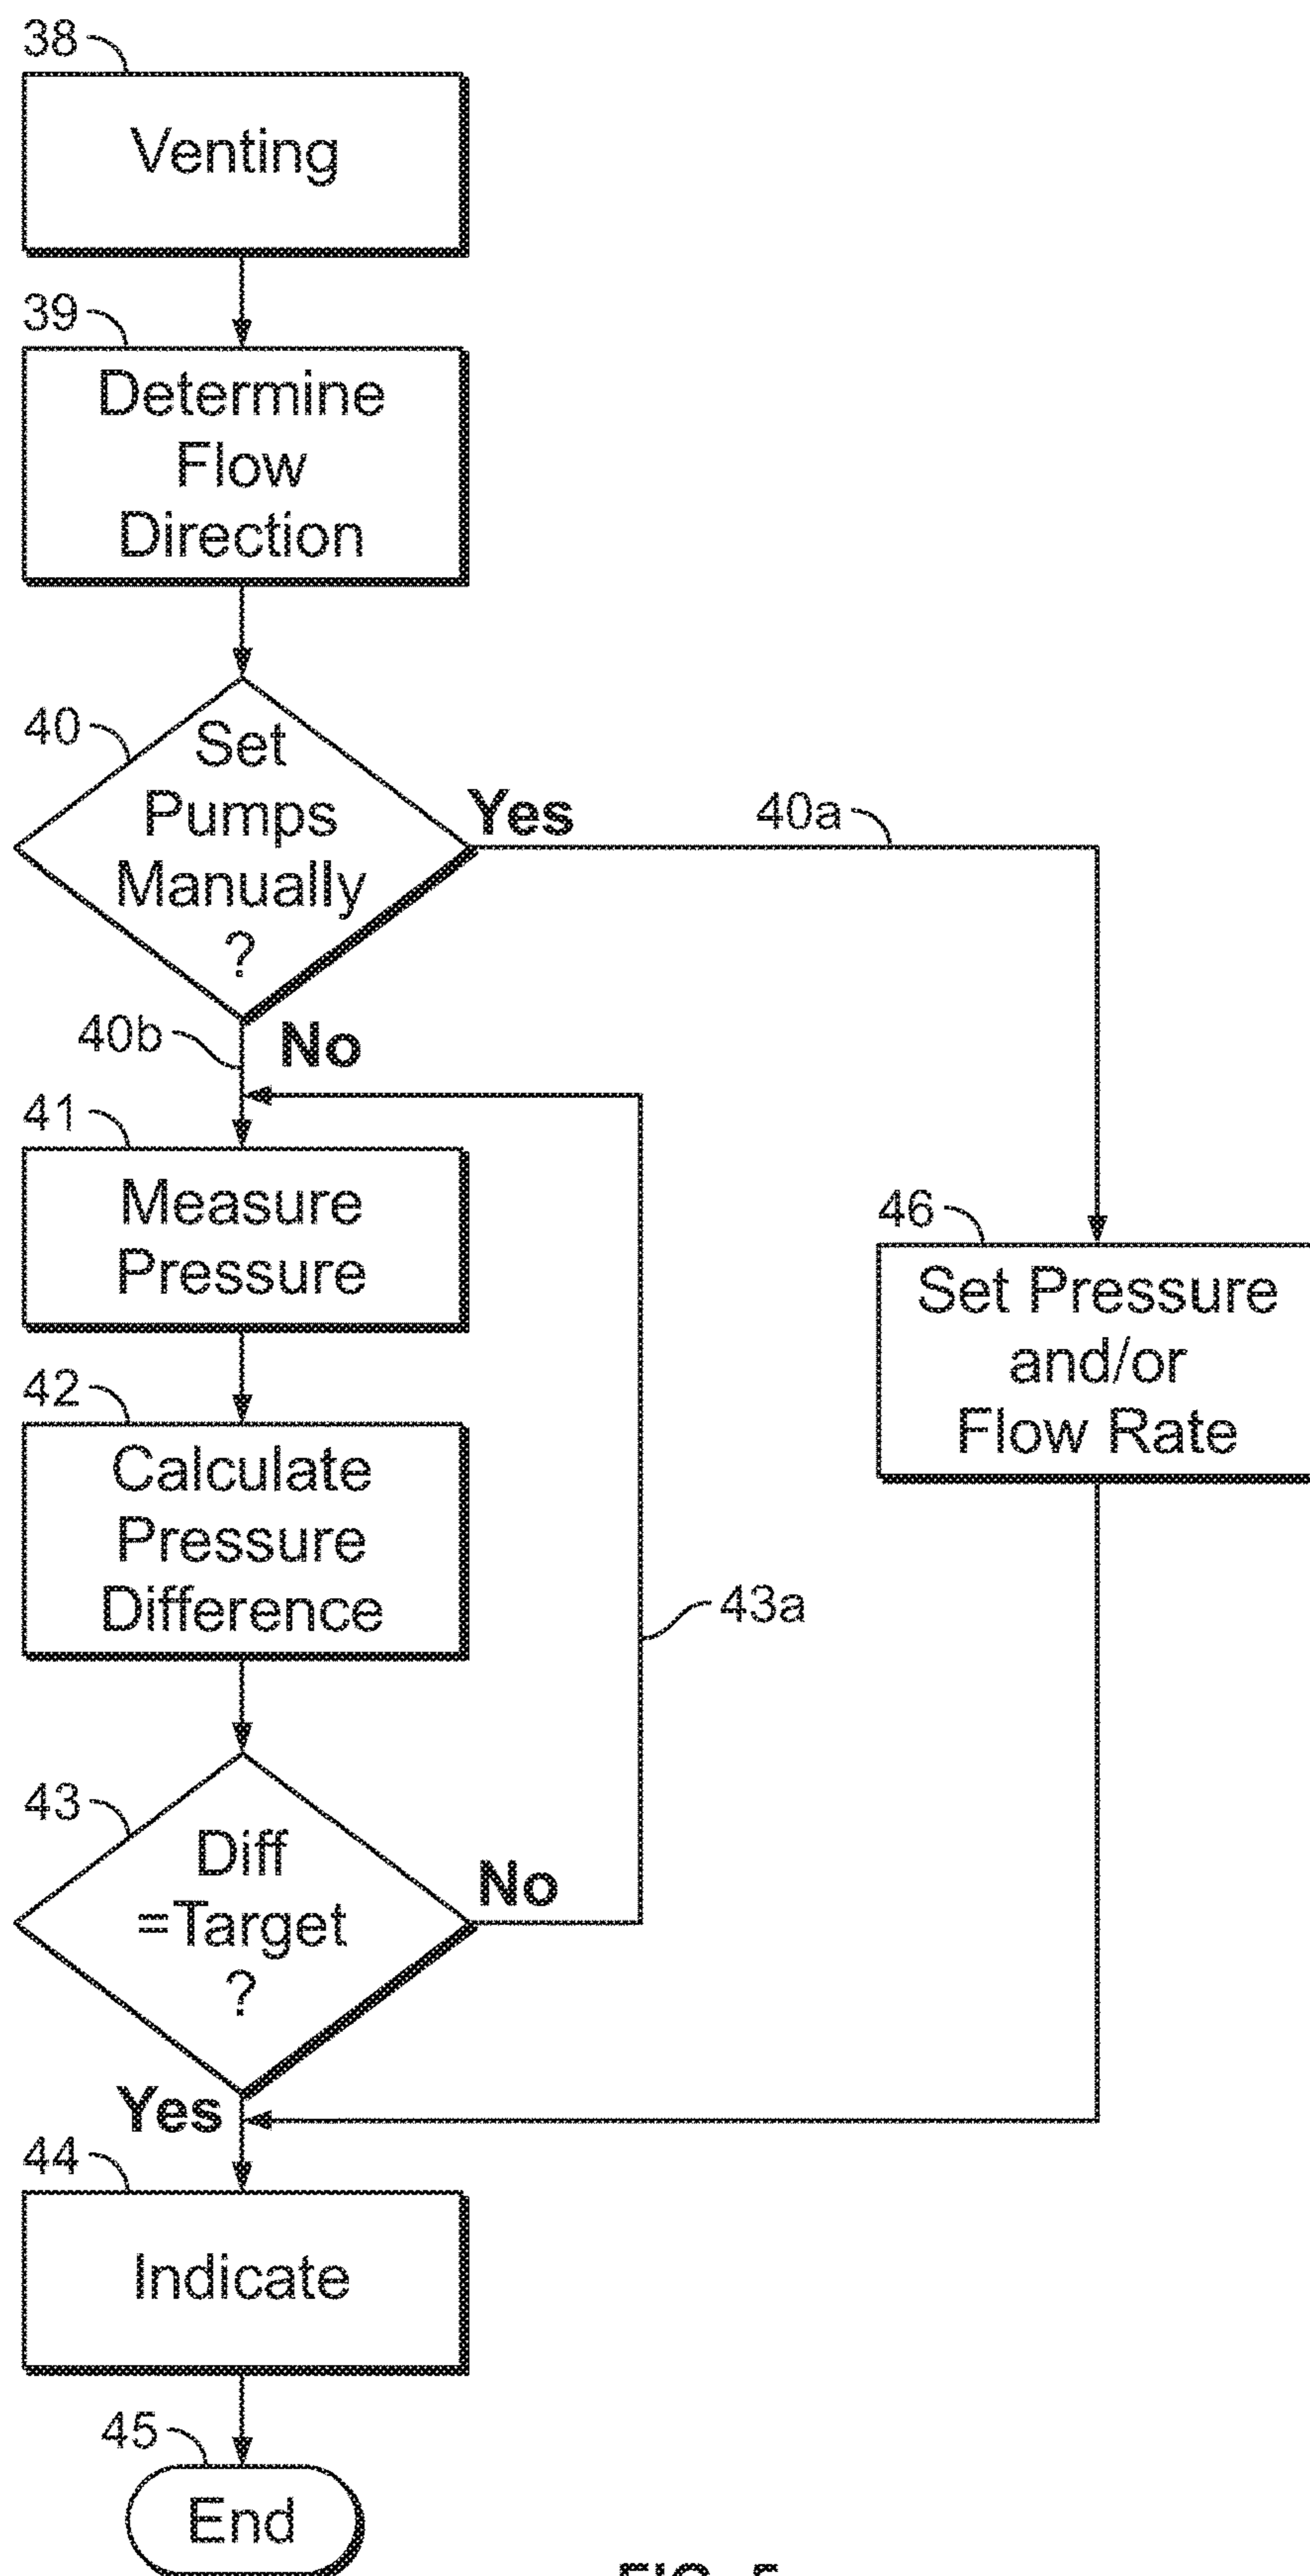 38
Venting
39
Determine
Flow
Direction
40
Set
Pumps
Manually
?
Yes
40a
40b
No
41
Measure
Pressure
46
Set Pressure
and/or
Flow Rate
42
Calculate
Pressure
Difference
43a
43
Diff
=Target
?
No
Yes
44
Indicate
45
End
FIG. 5